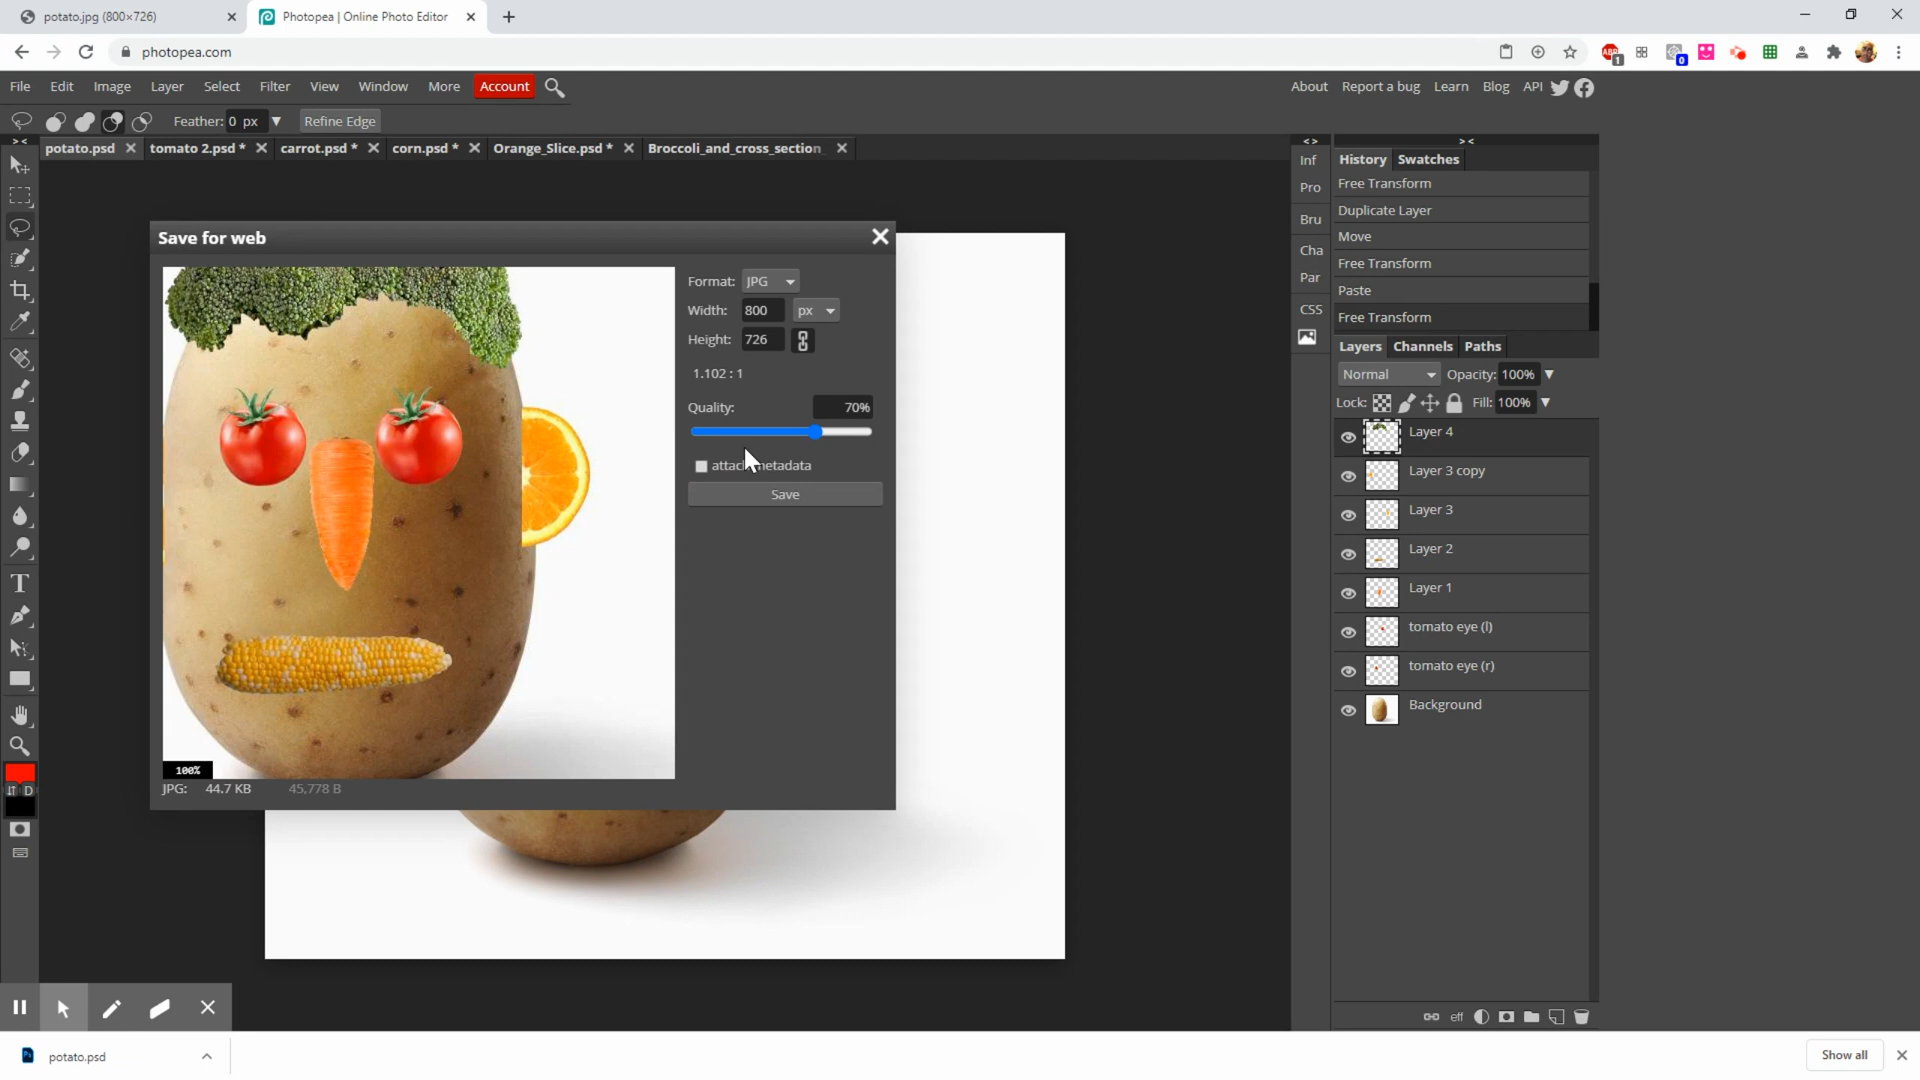 potato.jpg (800×726)
Photopea | Online Photo Editor
photopea.com
ABP
1
0
File Edit Image Layer Select Filter View Window More Account
About Report a bug Learn Blog API
Feather: 0 px
Refine Edge
> <
potato.psd
tomato 2.psd *
carrot.psd *
corn.psd *
Orange_Slice.psd *
Broccoli_and_cross_section_
< >
Inf
Pro
Bru
Cha
Par
CSS
> <
History Swatches
Free Transform
Duplicate Layer
Move
Free Transform
Paste
Free Transform
Layers Channels Paths
Normal
Opacity: 100%
Lock:
Fill: 100%
Layer 4
Layer 3 copy
Layer 3
Layer 2
Layer 1
tomato eye (l)
tomato eye (r)
Background
eff
Save for web
Format: JPG
Width: 800 px
Height: 726
1.102 : 1
Quality: 70%
metadata
Save
100%
JPG: 44.7 KB 45,778 B
T
D
potato.psd
Show all